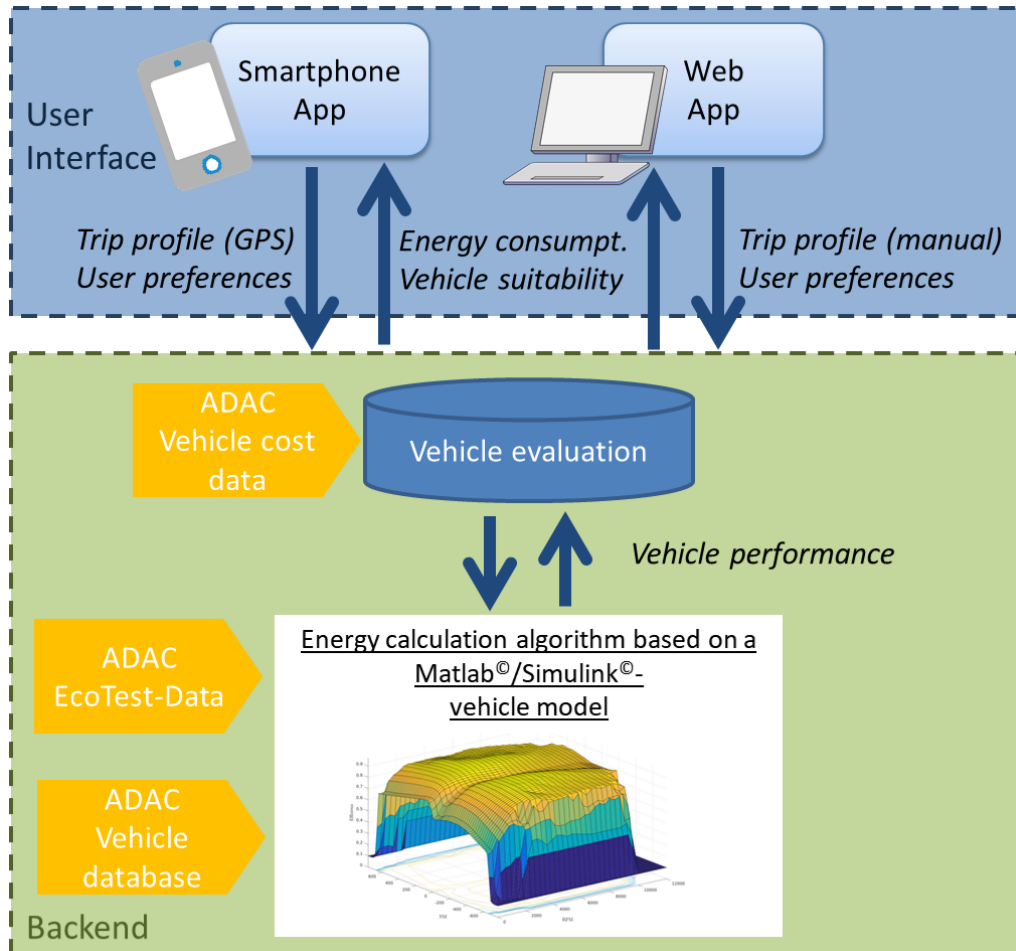 Smartphone
App
Web
App
User
Interface
Trip profile (GPS)
User preferences
Energy consumpt.
Vehicle suitability
Trip profile (manual)
User preferences
ADAC
Vehicle cost
data
Vehicle evaluation
Vehicle performance
ADAC
EcoTest-Data
Energy calculation algorithm based on a
Matlab©/Simulink©-
vehicle model
ADAC
Vehicle
database
Backend